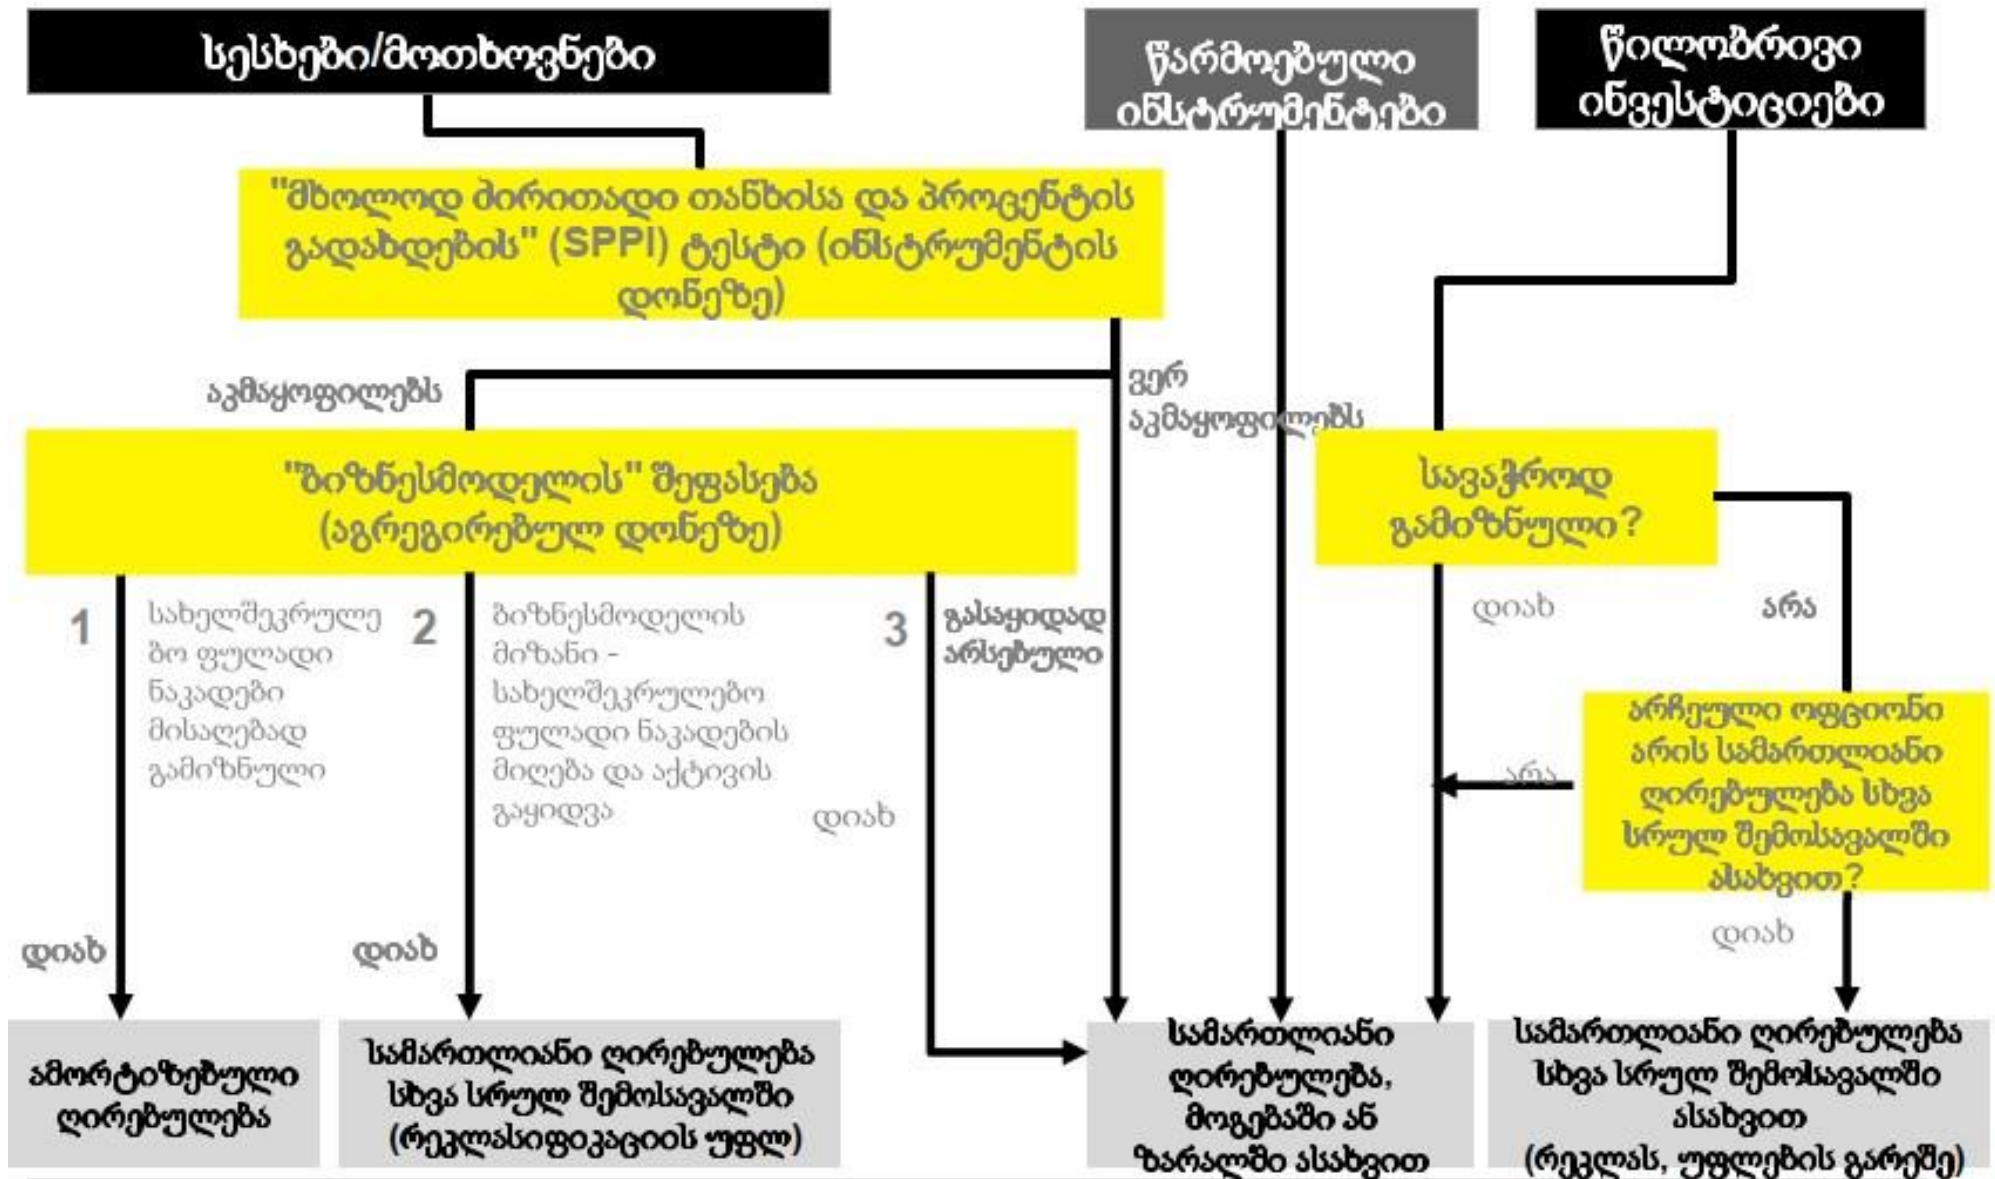 სესხები/მოთხოვნები
წარმოებული
ინსტრუმენტები
წილობრივი
ინვესტიციები
"მხოლოდ ძირითადი თანხისა და პროცენტის
გადახდების" (SPPI) ტესტი (ინსტრუმენტის
დონეზე)
აკმაყოფილებს
ვერ
აკმაყოფილებს
"ბიზნესმოდელის" შეფასება
(აგრეგირებულ დონეზე)
სავაჭროდ
გამიზნული?
1
სახელშეკრულე
ბო ფულადი
ნაკადები
მისაღებად
გამიზნული
2
ბიზნესმოდელის
მიზანი -
სახელშეკრულებო
ფულადი ნაკადების
მიღება და აქტივის
გაყიდვა
3
გასაყიდად
არსებული
დიახ
დიახ
არა
არჩეული ოფციონი
არის სამართლიანი
ღირებულება სხვა
სრულ შემოსავალში
ასახვით?
არა
დიახ
დიახ
დიახ
ამორტიზებული
ღირებულება
სამართლიანი ღირებულება
სხვა სრულ შემოსავალში
(რეკლასიფიკაციის უფლ)
სამართლიანი
ღირებულება,
მოგებაში ან
ზარალში ასახვით
სამართლიანი ღირებულება
სხვა სრულ შემოსავალში
ასახვით
(რეკლას, უფლების გარეშე)